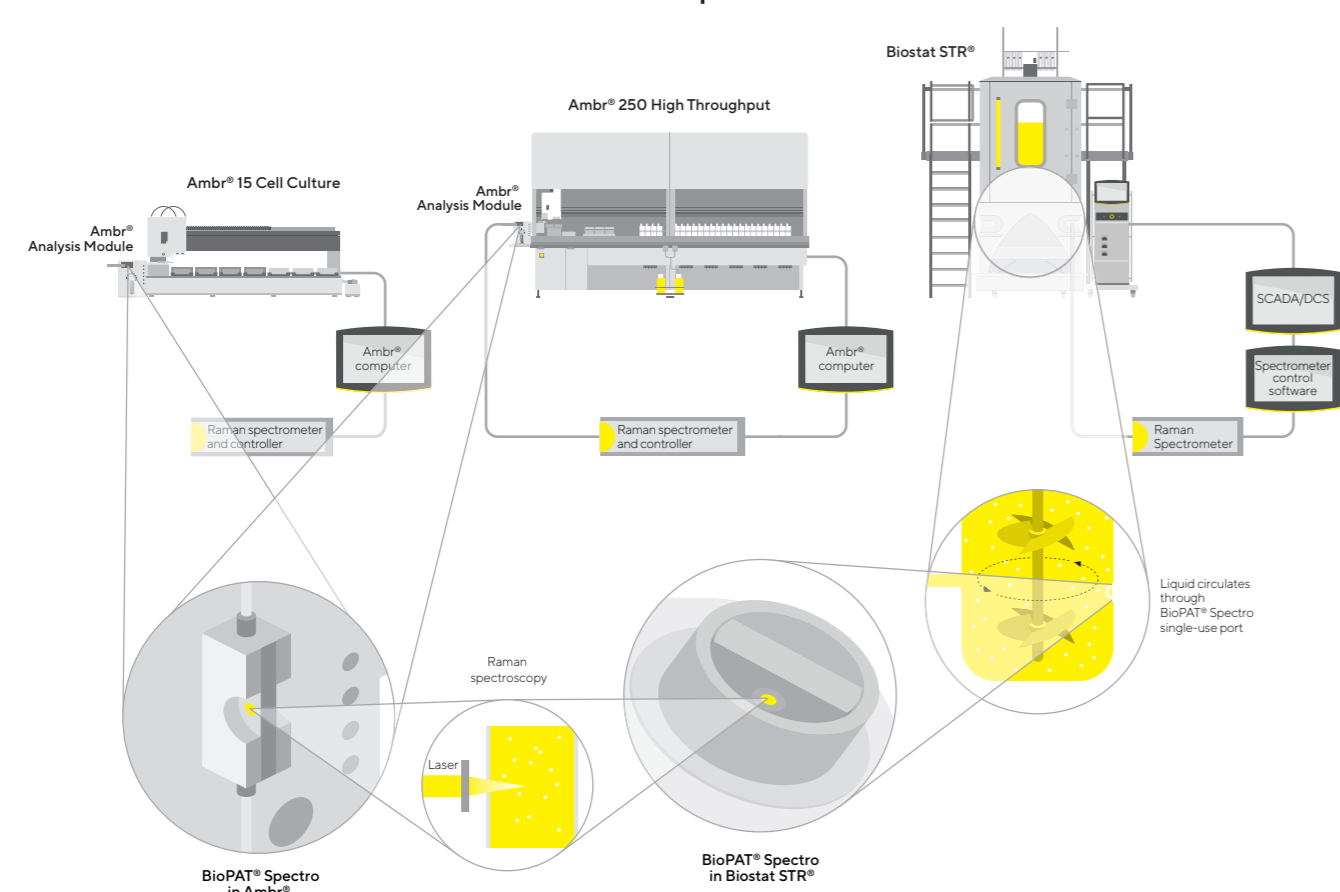 Biostat STR®
Ambr® 250 High Throughput
Ambr® 15 Cell Culture
Ambr®
Analysis Module
Ambr®
Analysis Module
SCADA/DCS
Ambr®
computer
Ambr®
computer
Spectrometer
control
software
Raman spectrometer
and controller
Raman spectrometer
and controller
Raman
Spectrometer
Liquid circulates
through
BioPAT® Spectro
single-use port
Raman
spectroscopy
Laser
BioPAT® Spectro
in Ambr®
BioPAT® Spectro
in Biostat STR®